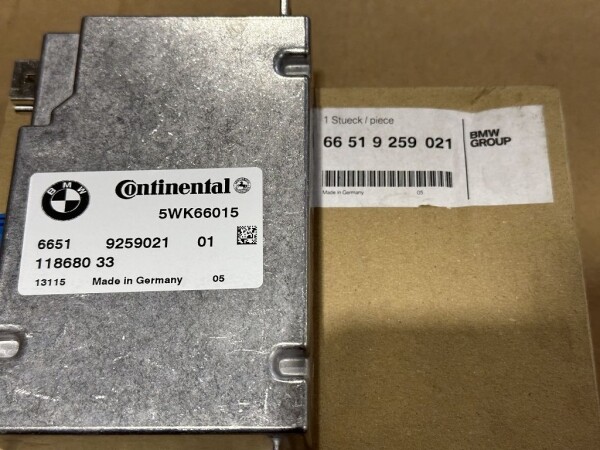 BMW
Continental
5WK66015
6651 9259021 01
118680 33
13115 Made in Germany 05
1 Stueck / piece
66 51 9 259 021
BMW
GROUP
Made in Germany 05